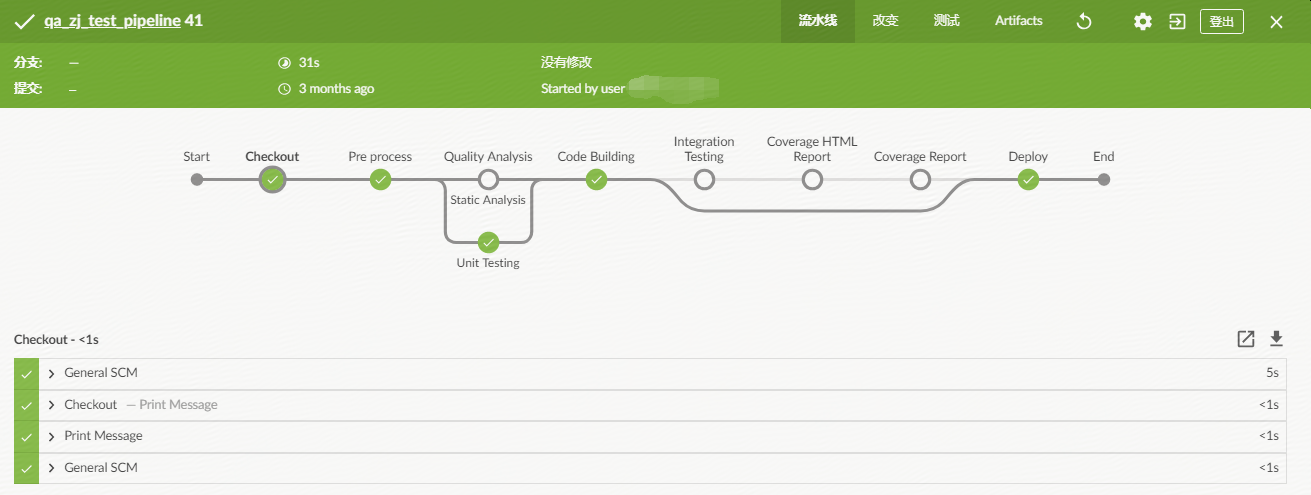 qa_zj_test_pipeline 41
流水线 改变 测试 Artifacts 登出
分支: — 31s 没有修改
提交: – 3 months ago Started by user
Start Checkout Pre process Quality Analysis Code Building Integration Testing Coverage HTML Report Coverage Report Deploy End
Static Analysis
Unit Testing
Checkout - <1s
General SCM 5s
Checkout — Print Message <1s
Print Message <1s
General SCM <1s